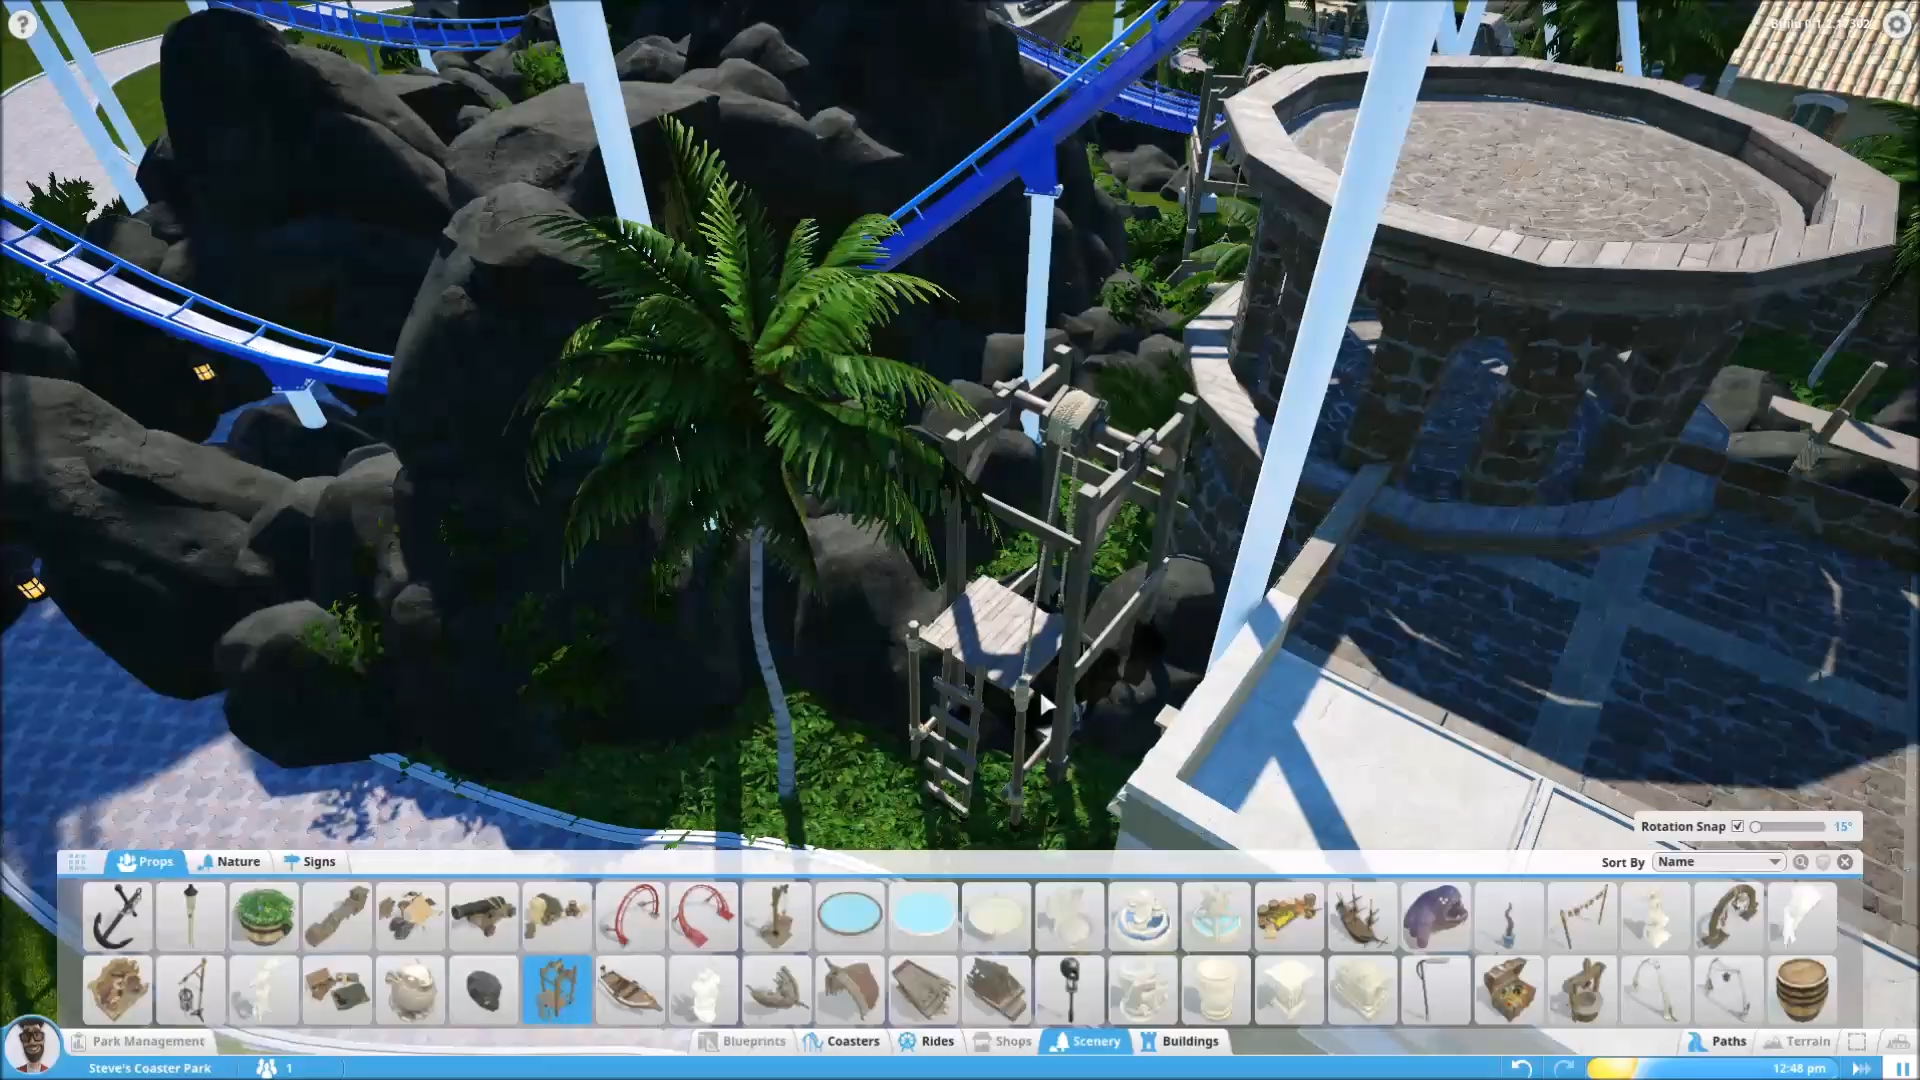 ?
Rotation Snap 15°
Props Nature Signs
Sort By Name
Park Management Blueprints Coasters Rides Shops Scenery Buildings Paths Terrain
Steve's Coaster Park 1 12:48 pm